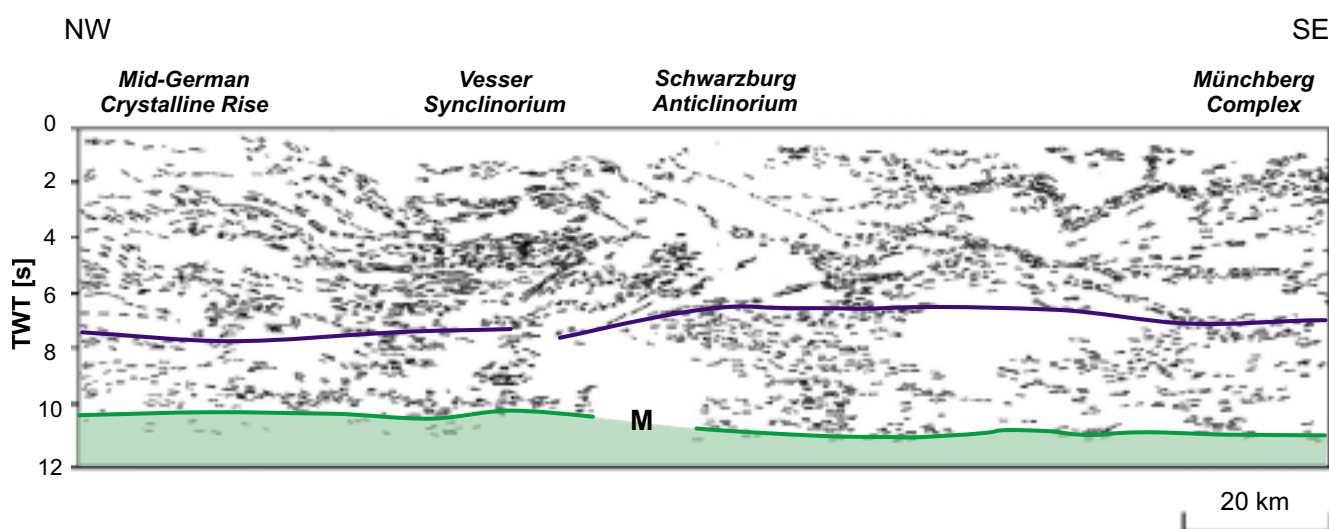 NW
SE
Mid-German
Crystalline Rise
Vesser
Synclinorium
Schwarzburg
Anticlinorium
Münchberg
Complex
0
2
4
6
8
10
12
TWT [s]
M
20 km